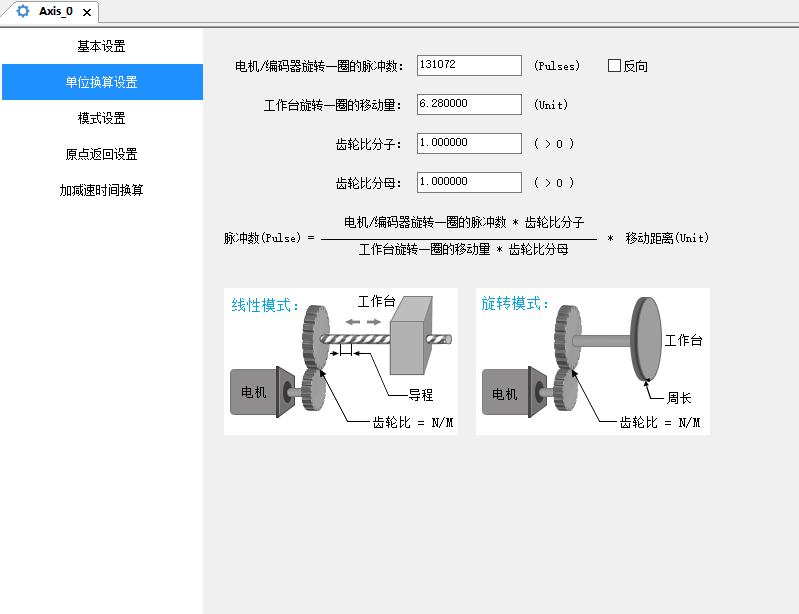 Axis_0
基本设置
单位换算设置
模式设置
原点返回设置
加减速时间换算
电机/编码器旋转一圈的脉冲数： 131072 (Pulses) 反向
工作台旋转一圈的移动量： 6.280000 (Unit)
齿轮比分子： 1.000000 ( > 0 )
齿轮比分母： 1.000000 ( > 0 )
电机/编码器旋转一圈的脉冲数 * 齿轮比分子
脉冲数(Pulse) = * 移动距离(Unit)
工作台旋转一圈的移动量 * 齿轮比分母
线性模式：
工作台
电机
导程
齿轮比 = N/M
旋转模式：
工作台
电机
周长
齿轮比 = N/M